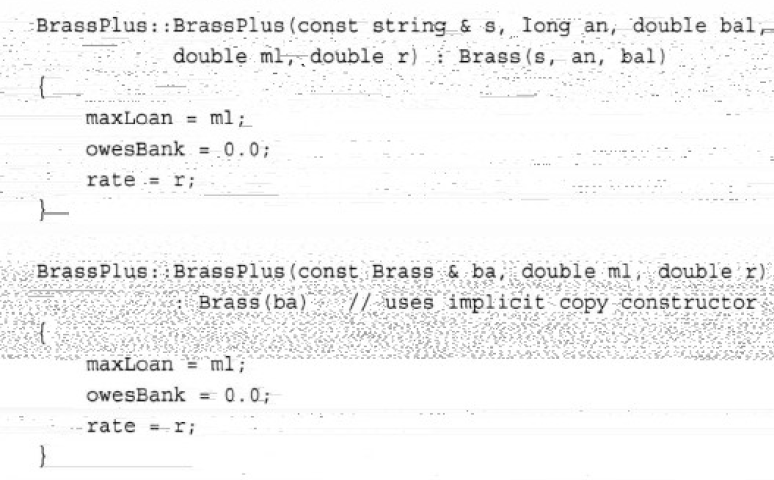 BrassPlus::BrassPlus(const string & s, long an, double bal,
double ml, double r) : Brass(s, an, bal)
{
maxLoan = ml;
owesBank = 0.0;
rate = r;
}
BrassPlus::BrassPlus(const Brass & ba, double ml, double r)
: Brass(ba) // uses implicit copy constructor
{
maxLoan = ml;
owesBank = 0.0;
rate = r;
}